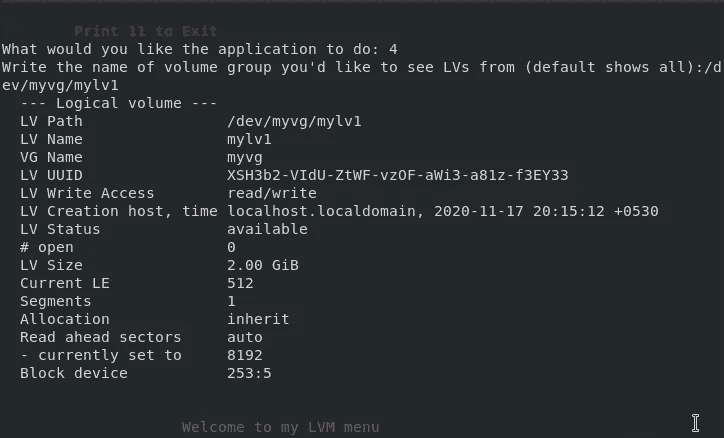 Print 11 to Exit
What would you like the application to do: 4
Write the name of volume group you'd like to see LVs from (default shows all):/d
ev/myvg/mylv1
--- Logical volume ---
LV Path /dev/myvg/mylv1
LV Name mylv1
VG Name myvg
LV UUID XSH3b2-VIdU-ZtWF-vzOF-aWi3-a81z-f3EY33
LV Write Access read/write
LV Creation host, time localhost.localdomain, 2020-11-17 20:15:12 +0530
LV Status available
# open 0
LV Size 2.00 GiB
Current LE 512
Segments 1
Allocation inherit
Read ahead sectors auto
- currently set to 8192
Block device 253:5
Welcome to my LVM menu